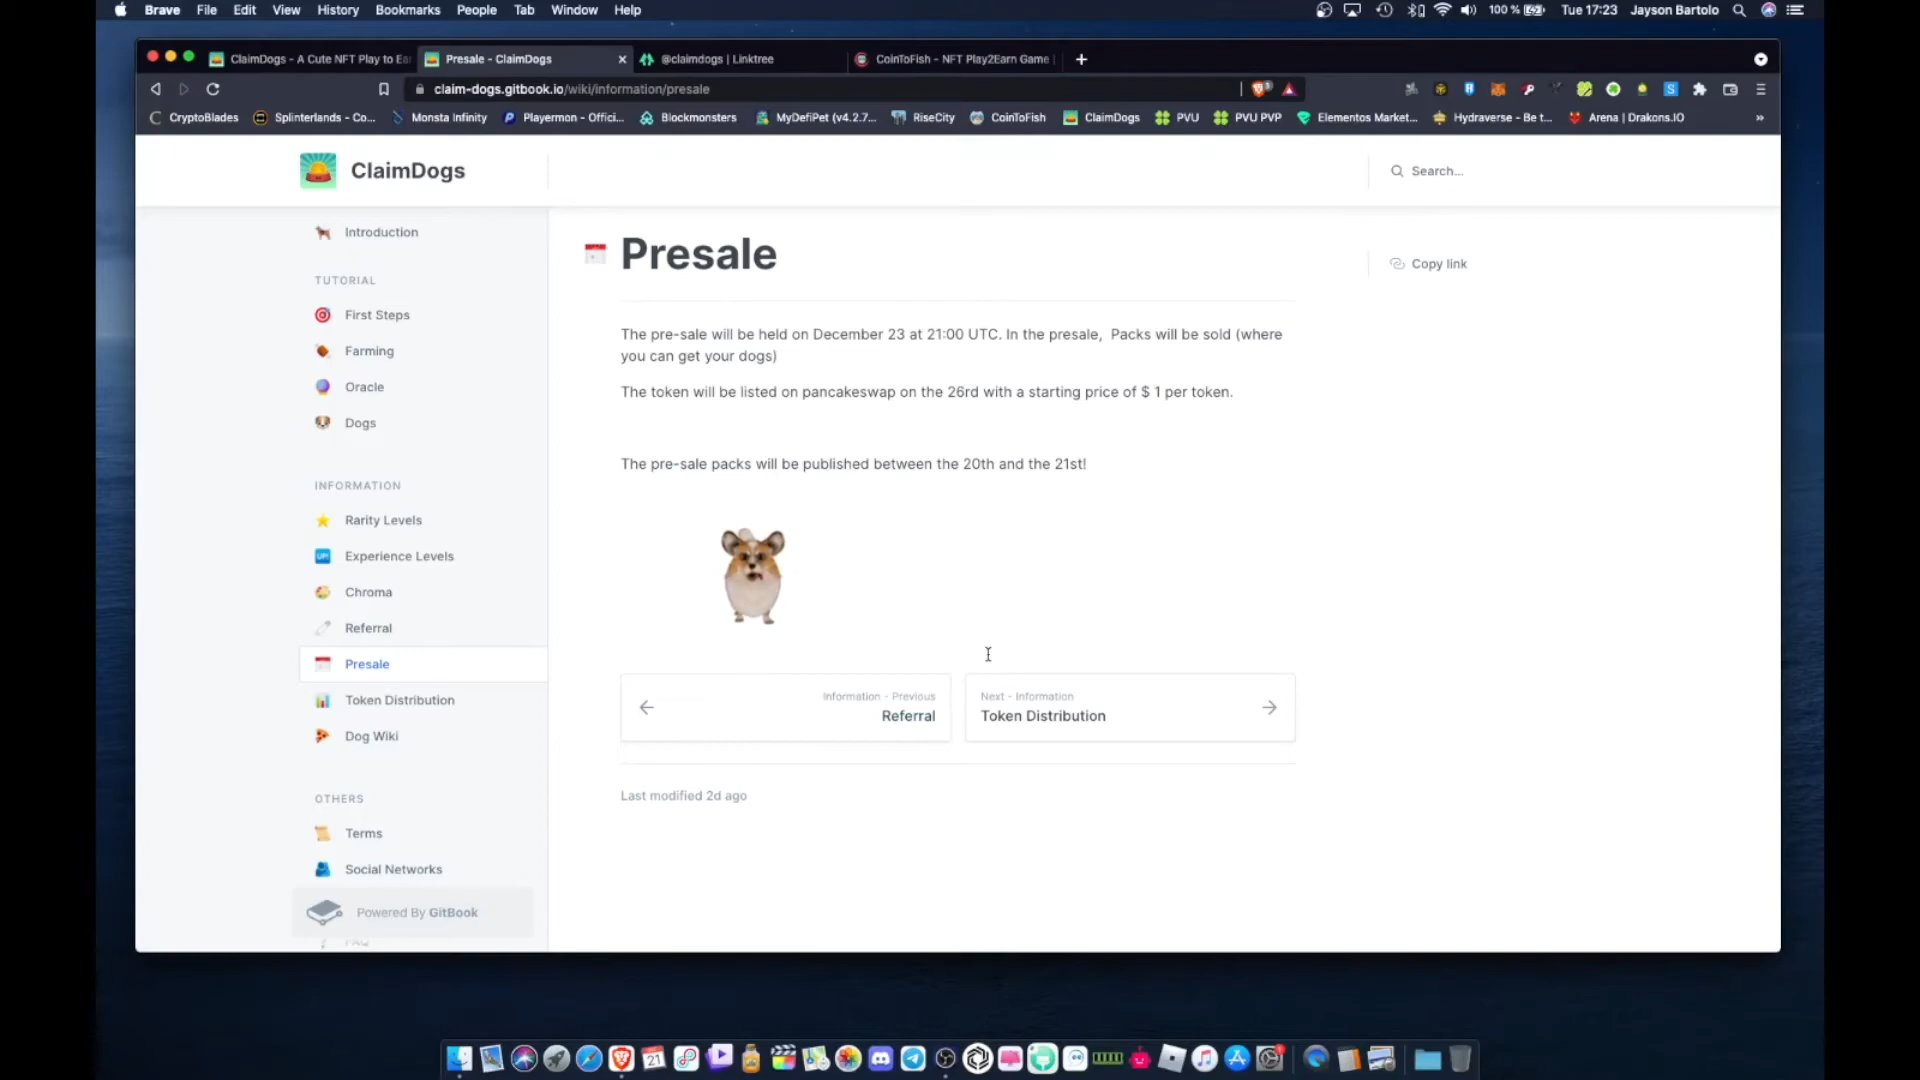 Brave File Edit View History Bookmarks People Tab Window Help
100 % Tue 17:23 Jayson Bartolo
ClaimDogs - A Cute NFT Play to Ear
Presale - ClaimDogs
@claimdogs | Linktree
CoinToFish - NFT Play2Earn Game |
claim-dogs.gitbook.io/wiki/information/presale
CryptoBlades
Splinterlands - Co...
Monsta Infinity
Playermon - Offici...
Blockmonsters
MyDefiPet (v4.2.7...
RiseCity
CoinToFish
ClaimDogs
PVU
PVU PVP
Elementos Market...
Hydraverse - Be t...
Arena | Drakons.IO
»
ClaimDogs
Search...
Introduction
TUTORIAL
First Steps
Farming
Oracle
Dogs
INFORMATION
Rarity Levels
Experience Levels
Chroma
Referral
Presale
Token Distribution
Dog Wiki
OTHERS
Terms
Social Networks
Powered By GitBook
FAQ
Presale
Copy link
The pre-sale will be held on December 23 at 21:00 UTC. In the presale, Packs will be sold (where
you can get your dogs)
The token will be listed on pancakeswap on the 26rd with a starting price of $ 1 per token.
The pre-sale packs will be published between the 20th and the 21st!
Information - Previous
Referral
Next - Information
Token Distribution
Last modified 2d ago
21